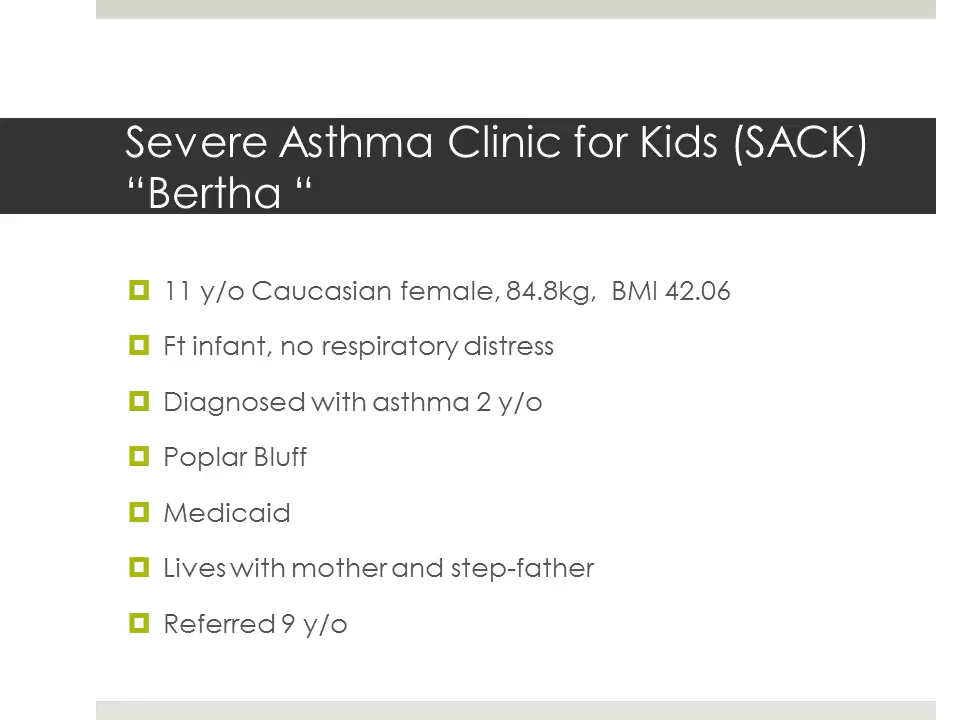 Severe Asthma Clinic for Kids (SACK)
“Bertha “
11 y/o Caucasian female, 84.8kg,  BMI 42.06
Ft infant, no respiratory distress
Diagnosed with asthma 2 y/o
Poplar Bluff
Medicaid
Lives with mother and step-father
Referred 9 y/o